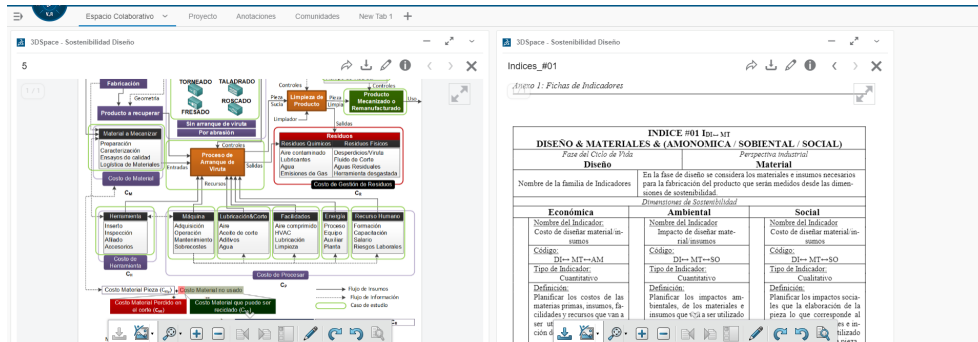 V.R
Espacio Colaborativo
Proyecto
Anotaciones
Comunidades
New Tab 1
3DSpace - Sostenibilidad Diseño
5
1 / 1
Fabricación
Geometría
Producto a recuperar
TORNEADO
TALADRADO
FRESADO
ROSCADO
Sin arranque de viruta
Por abrasión
Controles
Controles
Pieza
Sucia
Limpieza de
Producto
Pieza
Limpia
Producto
Mecanizado o
Remanufacturado
Uso
Limpiador
Salidas
Material a Mecanizar
Preparación
Caracterización
Ensayos de calidad
Logística de Materiales
Costo de Material
Entradas
Controles
Proceso de
Arranque de
Viruta
Recursos
Salidas
Residuos
Residuos Químicos
Aire contaminado
Lubricantes
Agua
Emisiones da Gas
Residuos Físicos
Desperdicios/Viruta
Fluido de Corte
Aguas Residuales
Herramienta desgastada
Costo de Gestión de Residuos
Herramienta
Inserto
Inspección
Afilado
Accesorios
Costo de
Herramienta
Máquina
Adquisición
Operación
Mantenimiento
Sobrecostes
Lubricación&Corte
Aire
Aceite de corte
Aditivos
Agua
Facilidades
Aire comprimido
HVAC
Lubricación
Limpieza
Energía
Proceso
Equipo
Auxiliar
Planta
Recurso Humano
Formación
Capacitación
Salario
Riesgos Laborales
Costo de Procesar
Costo Material Pieza
Costo Material no usado
Costo Material Perdido en
el corte
Costo Material que puede ser
reciclado
Flujo de Insumos
Flujo de Información
Caso de estudio
3DSpace - Sostenibilidad Diseño
Indices_#01
Anexo 1: Fichas de Indicadores
INDICE #01 IDI↔ MT
DISEÑO & MATERIALES & (AMONOMICA / SOBIENTAL / SOCIAL)
Fase del Ciclo de Vida
Perspectiva industrial
Diseño
Material
Nombre de la familia de Indicadores
En la fase de diseño se considera los materiales e insumos necesarios
para la fabricación del producto que serán medidos desde las dimen-
siones de sostenibilidad.
Dimensiones de Sostenibilidad
Económica
Ambiental
Social
Nombre del Indicador:
Costo de diseñar material/in-
sumos
Código:
DI↔ MT↔AM
Tipo de Indicador:
Cuantitativo
Definición:
Planificar los costos de las
materias primas, insumos, fa-
cilidades y recursos que van a
Nombre del Indicador:
Impacto de diseñar mate-
rial/insumos
Código:
DI↔ MT↔SO
Tipo de Indicador:
Cuantitativo
Definición:
Planificar los impactos am-
bientales, de los materiales e
insumos que va a ser utilizado
Nombre del Indicador
Costo de diseñar material/in-
sumos
Código:
DI↔ MT↔SO
Tipo de Indicador:
Cualitativo
Definición:
Planificar los impactos socia-
les que la elaboración de la
pieza lo que corresponde al